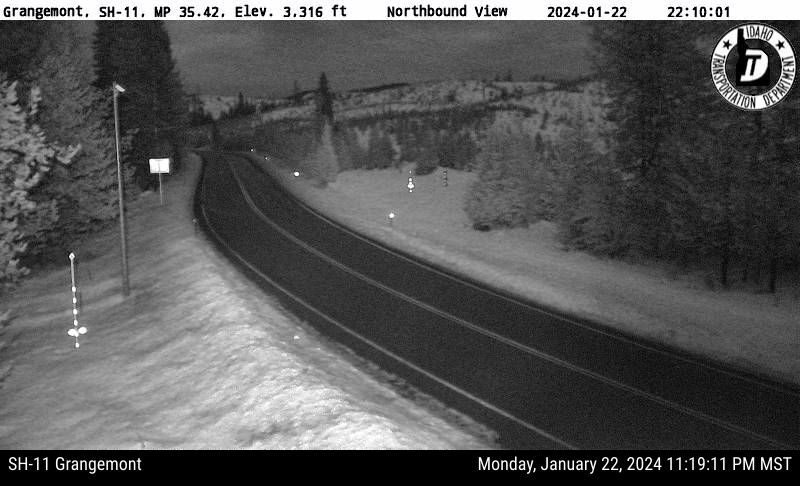 Grangemont, SH-11, MP 35.42, Elev. 3,316 ft Northbound View 2024-01-22 22:10:01
IDAHO
TRANSPORTATION DEPARTMENT
SH-11 Grangemont Monday, January 22, 2024 11:19:11 PM MST